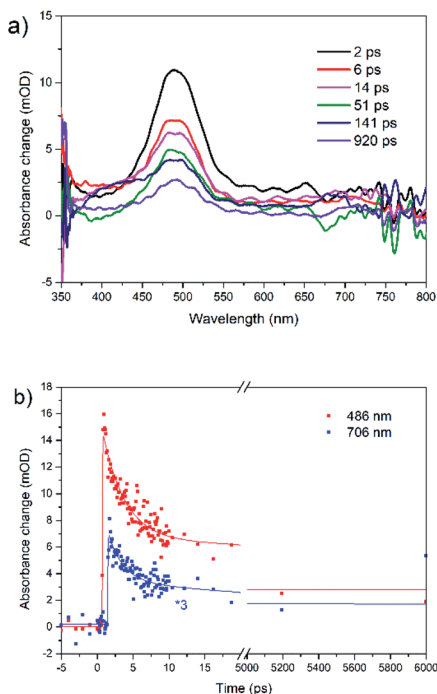 a)
Absorbance change (mOD)
15
10
5
0
-5
2 ps
6 ps
14 ps
51 ps
141 ps
920 ps
350 400 450 500 550 600 650 700 750 800
Wavelength (nm)
b)
Absorbance change (mOD)
18
16
14
12
10
8
6
4
2
0
-2
486 nm
706 nm
*3
-5 0 5 10 15 5000 5200 5400 5600 5800 6000
Time (ps)